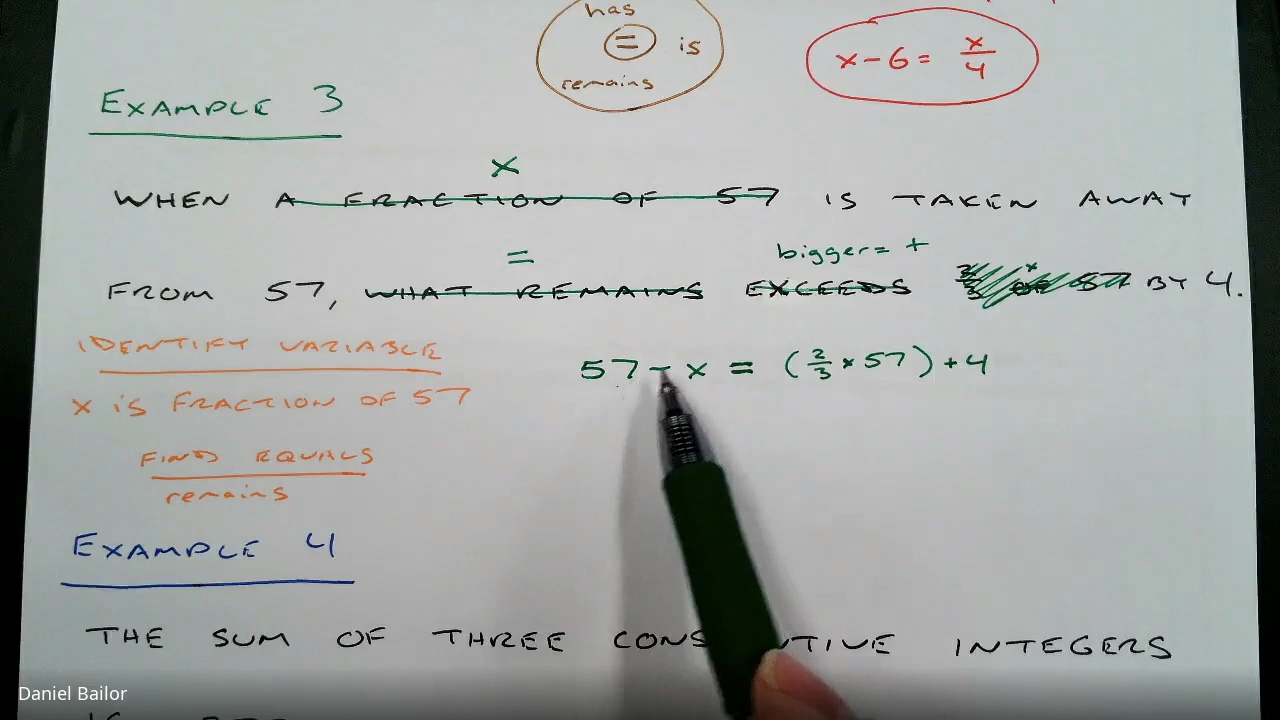 has
= is
remains
x - 6 = x/4
EXAMPLE 3
x
WHEN A FRACTION OF 57 IS TAKEN AWAY
= bigger = +
FROM 57, WHAT REMAINS EXCEEDS 57 BY 4.
IDENTIFY VARIABLE
57 - x = (2/3 x 57) + 4
x IS FRACTION OF 57
FIND EQUALS
remains
EXAMPLE 4
THE SUM OF THREE INTEGERS
Daniel Bailor